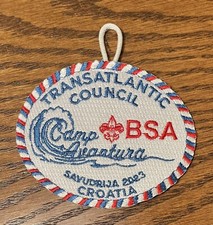 TRANSATLANTIC
COUNCIL
Camp
Avantura
BSA
SAVUDRIJA 2023
CROATIA